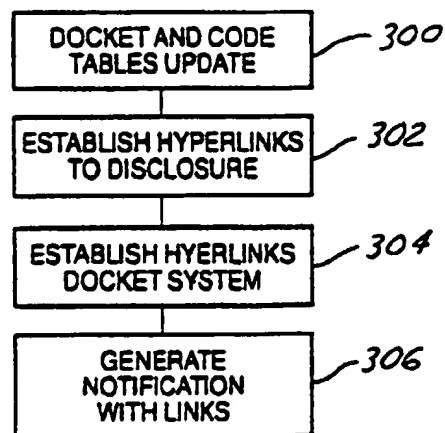 DOCKET AND CODE
TABLES UPDATE
300
ESTABLISH HYPERLINKS
TO DISCLOSURE
302
ESTABLISH HYERLINKS
DOCKET SYSTEM
304
GENERATE
NOTIFICATION
WITH LINKS
306